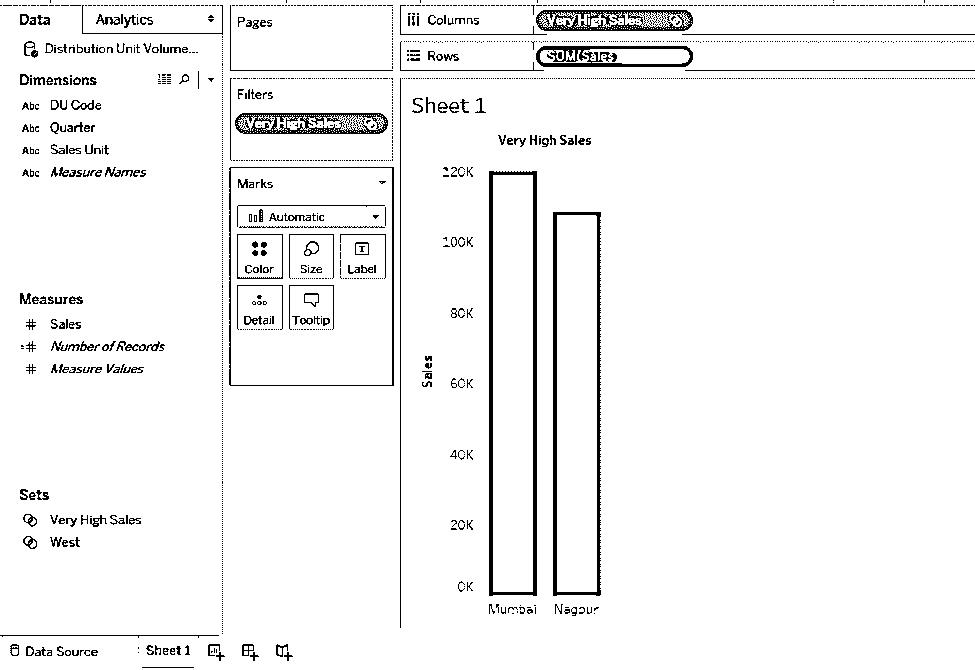 Data Analytics
Distribution Unit Volume...
Dimensions
Abc DU Code
Abc Quarter
Abc Sales Unit
Abc Measure Names
Measures
# Sales
=# Number of Records
# Measure Values
Sets
Very High Sales
West
Pages
Filters
Very High Sales
Marks
Automatic
Color Size Label
Detail Tooltip
Columns Very High Sales
Rows SUM(Sales
Sheet 1
Very High Sales
120K
100K
80K
60K
40K
20K
0K
Sales
Mumbai Nagpur
Data Source Sheet 1